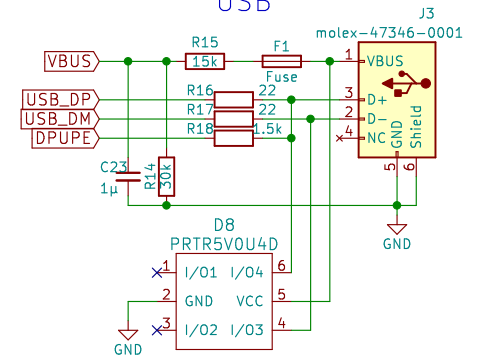 USB
J3
molex-47346-0001
R15
F1
VBUS
15k
1
VBUS
Fuse
R16
22
USB_DP
3
D+
R17
22
USB_DM
2
D-
R18
1.5k
DPUPE
4
NC
GND
Shield
C23
1µ
R14
30k
5
6
GND
D8
PRTR5V0U4D
1
I/O1
I/O4
6
2
GND
VCC
5
3
I/O2
I/O3
4
GND